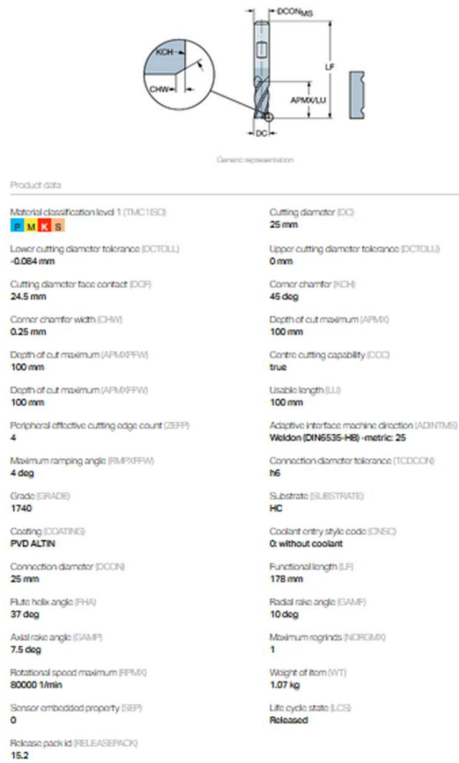 DCONMS
KCH
CHW
LF
APMX/LU
DC
Generic representation
Product data
Material classification level 1 (TMC1ISO)
P M K S
Cutting diameter (DC)
25 mm
Lower cutting diameter tolerance (DCTOLL)
-0.084 mm
Upper cutting diameter tolerance (DCTOLU)
0 mm
Cutting diameter face contact (DCF)
24.5 mm
Corner chamfer (KCH)
45 deg
Corner chamfer width (CHW)
0.25 mm
Depth of cut maximum (APMX)
100 mm
Depth of cut maximum (APMXPFW)
100 mm
Centre cutting capability (CCC)
true
Depth of cut maximum (APMXFFW)
100 mm
Usable length (LU)
100 mm
Peripheral effective cutting edge count (ZEFP)
4
Adaptive interface machine direction (ADINTMS)
Weldon (DIN6535-HB) -metric: 25
Maximum ramping angle (RMPXFFW)
4 deg
Connection diameter tolerance (TCDCON)
h6
Grade (GRADE)
1740
Substrate (SUBSTRATE)
HC
Coating (COATING)
PVD ALTIN
Coolant entry style code (CNSC)
0: without coolant
Connection diameter (DCON)
25 mm
Functional length (LF)
178 mm
Flute helix angle (FHA)
37 deg
Radial rake angle (GAMF)
10 deg
Axial rake angle (GAMP)
7.5 deg
Maximum regrinds (NORGMX)
1
Rotational speed maximum (RPMX)
80000 1/min
Weight of item (WT)
1.07 kg
Sensor embedded property (SEP)
0
Life cycle state (LCS)
Released
Release pack id (RELEASEPACK)
15.2